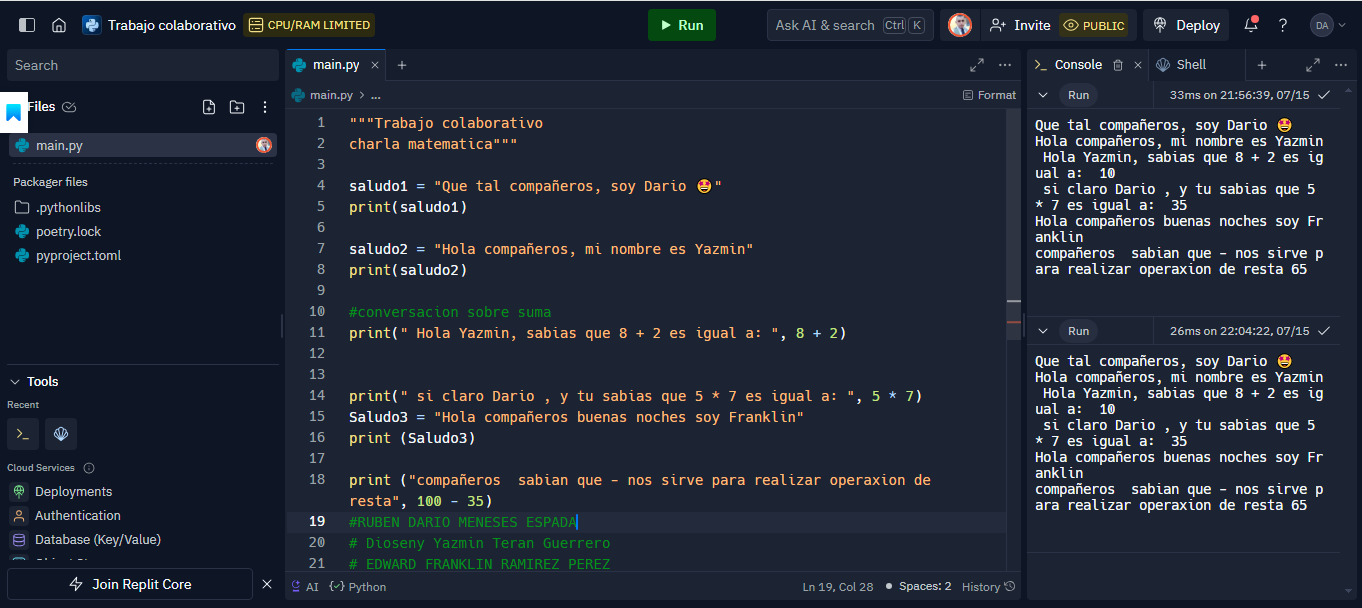 Trabajo colaborativo
CPU/RAM LIMITED
Run
Ask AI & search Ctrl K
Invite
PUBLIC
Deploy
DA
Search
Files
main.py
Packager files
.pythonlibs
poetry.lock
pyproject.toml
Tools
Recent
Cloud Services
Deployments
Authentication
Database (Key/Value)
Join Replit Core
main.py
main.py > ...
Format
1 """Trabajo colaborativo
2 charla matematica"""
3
4 saludo1 = "Que tal compañeros, soy Dario 🤩"
5 print(saludo1)
6
7 saludo2 = "Hola compañeros, mi nombre es Yazmin"
8 print(saludo2)
9
10 #conversacion sobre suma
11 print(" Hola Yazmin, sabias que 8 + 2 es igual a: ", 8 + 2)
12
13
14 print(" si claro Dario , y tu sabias que 5 * 7 es igual a: ", 5 * 7)
15 Saludo3 = "Hola compañeros buenas noches soy Franklin"
16 print (Saludo3)
17
18 print ("compañeros  sabian que - nos sirve para realizar operaxion de
resta", 100 - 35)
19 #RUBEN DARIO MENESES ESPADA
20 # Dioseny Yazmin Teran Guerrero
21 # EDWARD FRANKLIN RAMIREZ PEREZ
AI
Python
Ln 19, Col 28
Spaces: 2
History
Console
Shell
Run
33ms on 21:56:39, 07/15
Que tal compañeros, soy Dario 🤩
Hola compañeros, mi nombre es Yazmin
 Hola Yazmin, sabias que 8 + 2 es ig
ual a:  10
 si claro Dario , y tu sabias que 5
* 7 es igual a:  35
Hola compañeros buenas noches soy Fr
anklin
compañeros  sabian que - nos sirve p
ara realizar operaxion de resta 65
Run
26ms on 22:04:22, 07/15
Que tal compañeros, soy Dario 🤩
Hola compañeros, mi nombre es Yazmin
 Hola Yazmin, sabias que 8 + 2 es ig
ual a:  10
 si claro Dario , y tu sabias que 5
* 7 es igual a:  35
Hola compañeros buenas noches soy Fr
anklin
compañeros  sabian que - nos sirve p
ara realizar operaxion de resta 65